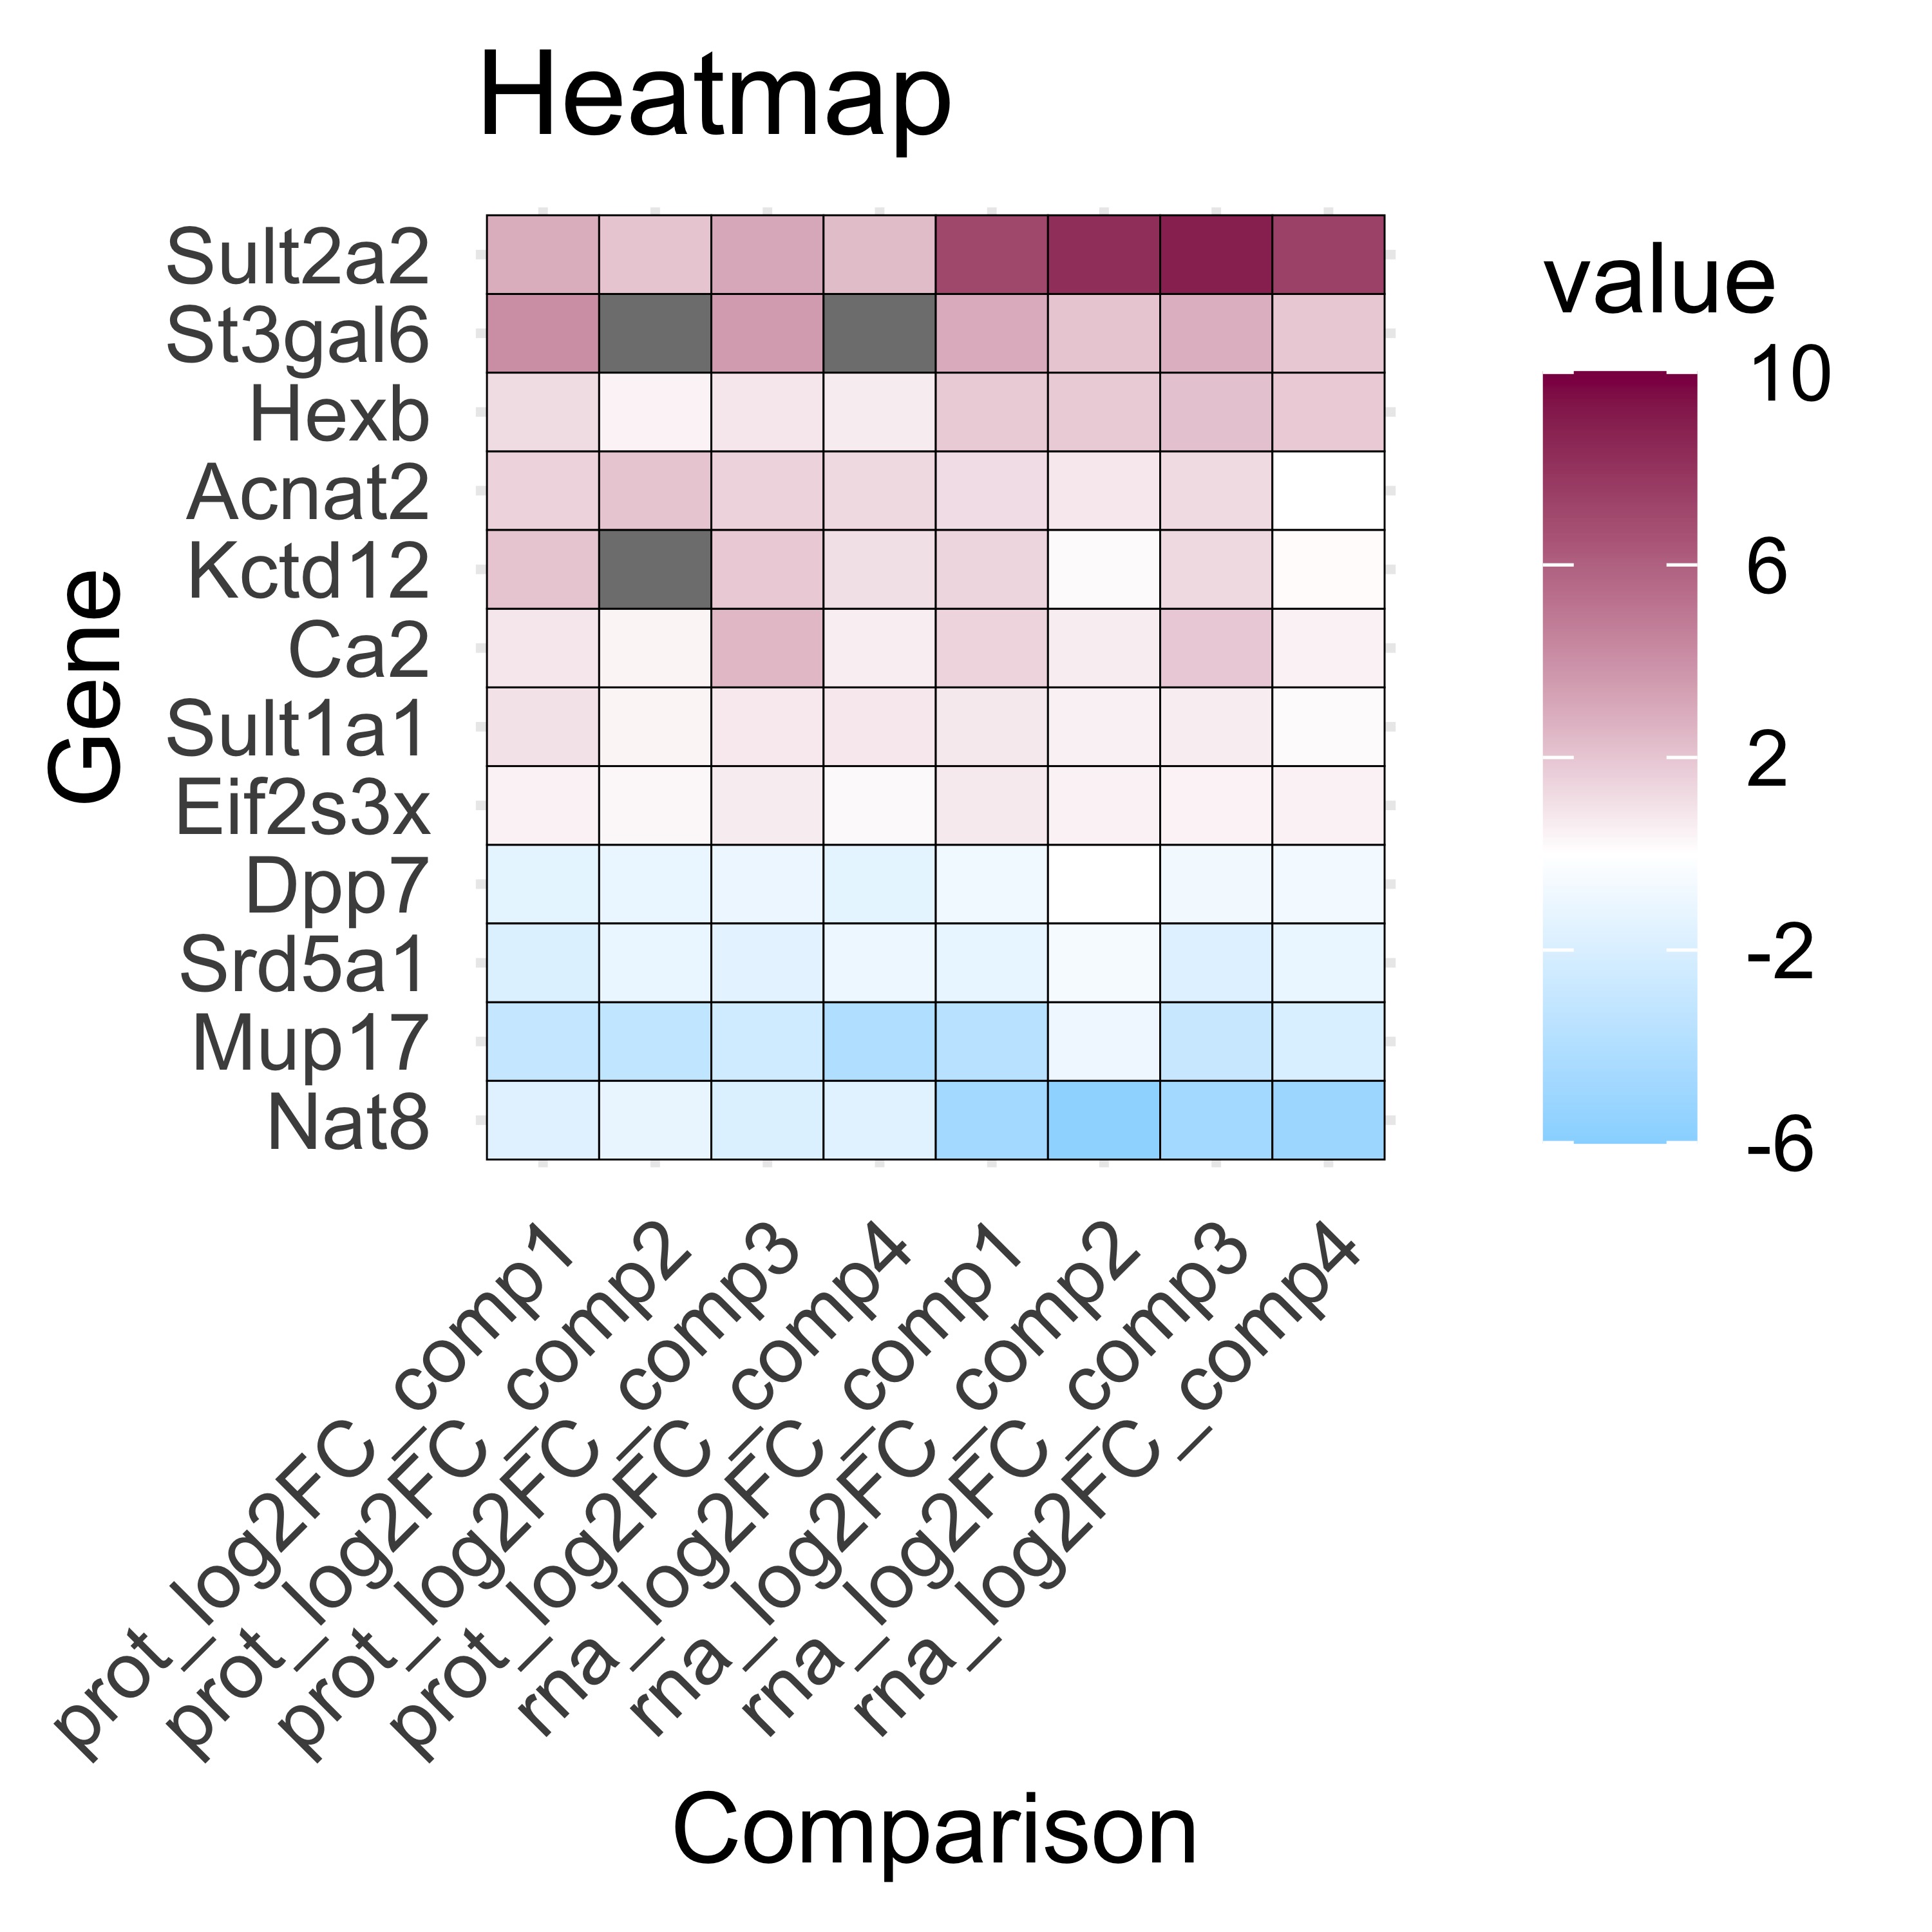 Heatmap
Gene
Sult2a2
St3gal6
Hexb
Acnat2
Kctd12
Ca2
Sult1a1
Eif2s3x
Dpp7
Srd5a1
Mup17
Nat8
value
10
6
2
-2
-6
prot_log2FC_comp1
prot_log2FC_comp2
prot_log2FC_comp3
prot_log2FC_comp4
rna_log2FC_comp1
rna_log2FC_comp2
rna_log2FC_comp3
rna_log2FC_comp4
Comparison